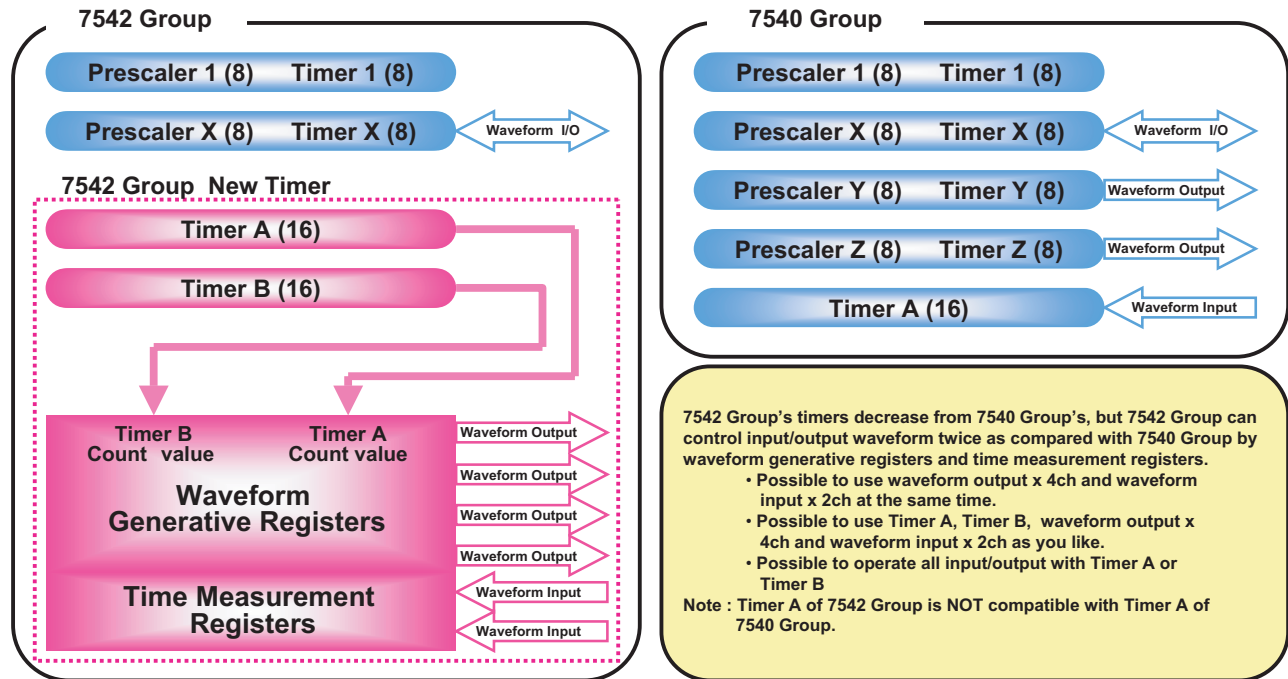 7542 Group
Prescaler 1 (8) Timer 1 (8)
Prescaler X (8) Timer X (8)
Waveform I/O
7542 Group New Timer
Timer A (16)
Timer B (16)
Timer B
Count value
Timer A
Count value
Waveform
Generative Registers
Waveform Output
Waveform Output
Waveform Output
Waveform Output
Time Measurement
Registers
Waveform Input
Waveform Input
7540 Group
Prescaler 1 (8) Timer 1 (8)
Prescaler X (8) Timer X (8)
Waveform I/O
Prescaler Y (8) Timer Y (8)
Waveform Output
Prescaler Z (8) Timer Z (8)
Waveform Output
Timer A (16)
Waveform Input
7542 Group's timers decrease from 7540 Group's, but 7542 Group can
control input/output waveform twice as compared with 7540 Group by
waveform generative registers and time measurement registers.
• Possible to use waveform output x 4ch and waveform
input x 2ch at the same time.
• Possible to use Timer A, Timer B, waveform output x
4ch and waveform input x 2ch as you like.
• Possible to operate all input/output with Timer A or
Timer B
Note : Timer A of 7542 Group is NOT compatible with Timer A of
7540 Group.